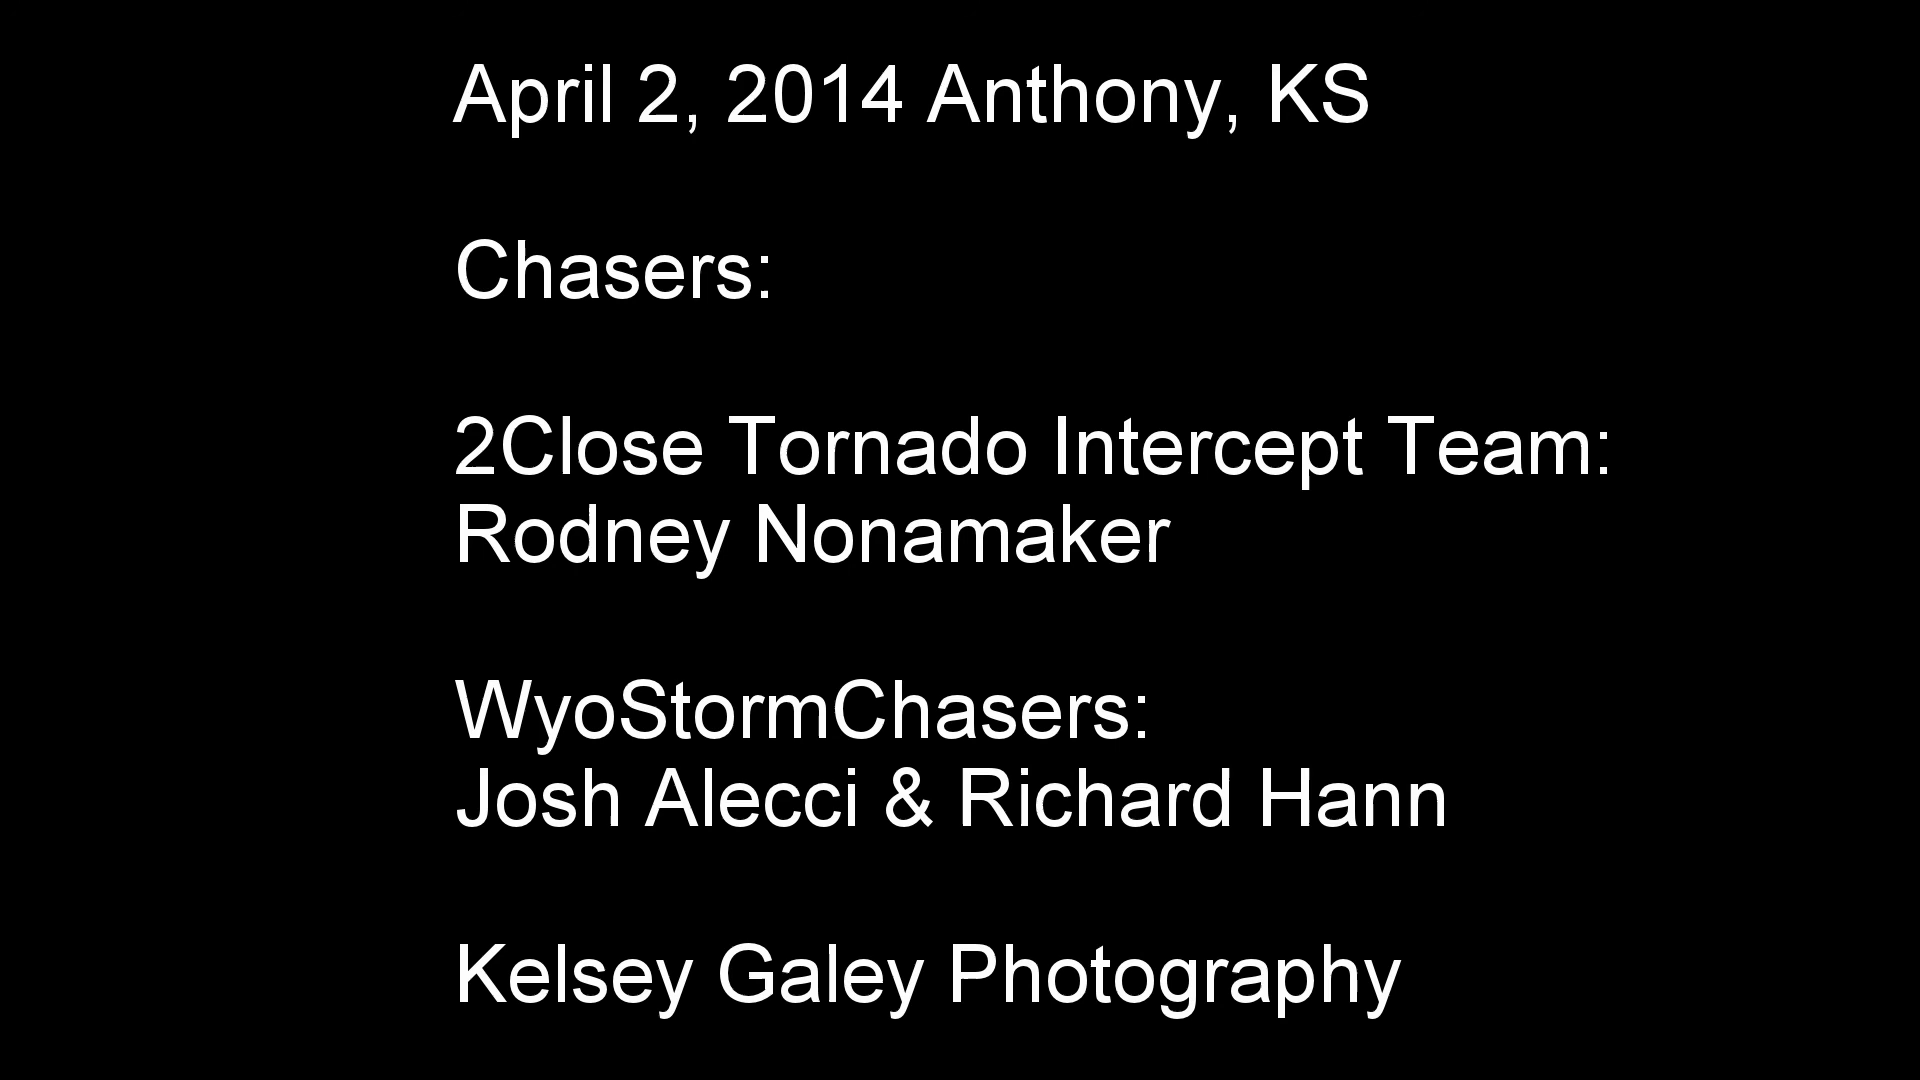 April 2, 2014 Anthony, KS
Chasers:
2Close Tornado Intercept Team:
Rodney Nonamaker
WyoStormChasers:
Josh Alecci & Richard Hann
Kelsey Galey Photography